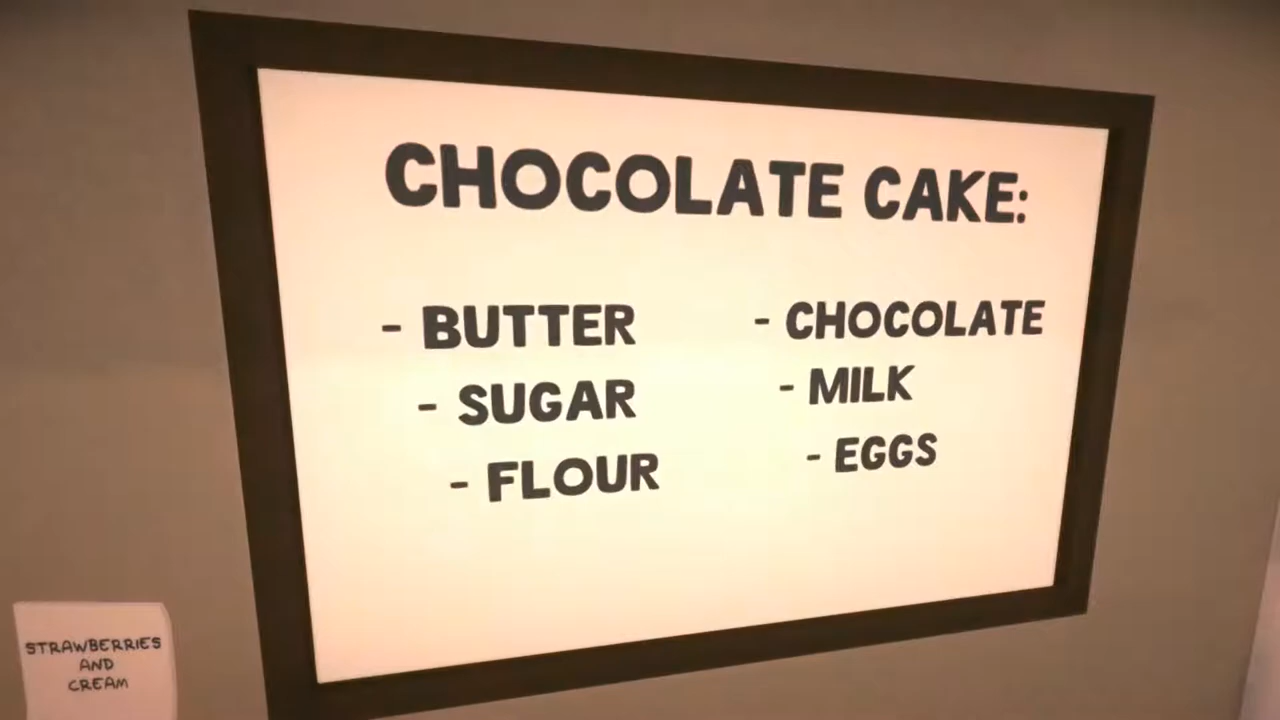 CHOCOLATE CAKE:
- BUTTER
- SUGAR
- FLOUR
- CHOCOLATE
- MILK
- EGGS
STRAWBERRIES
AND
CREAM